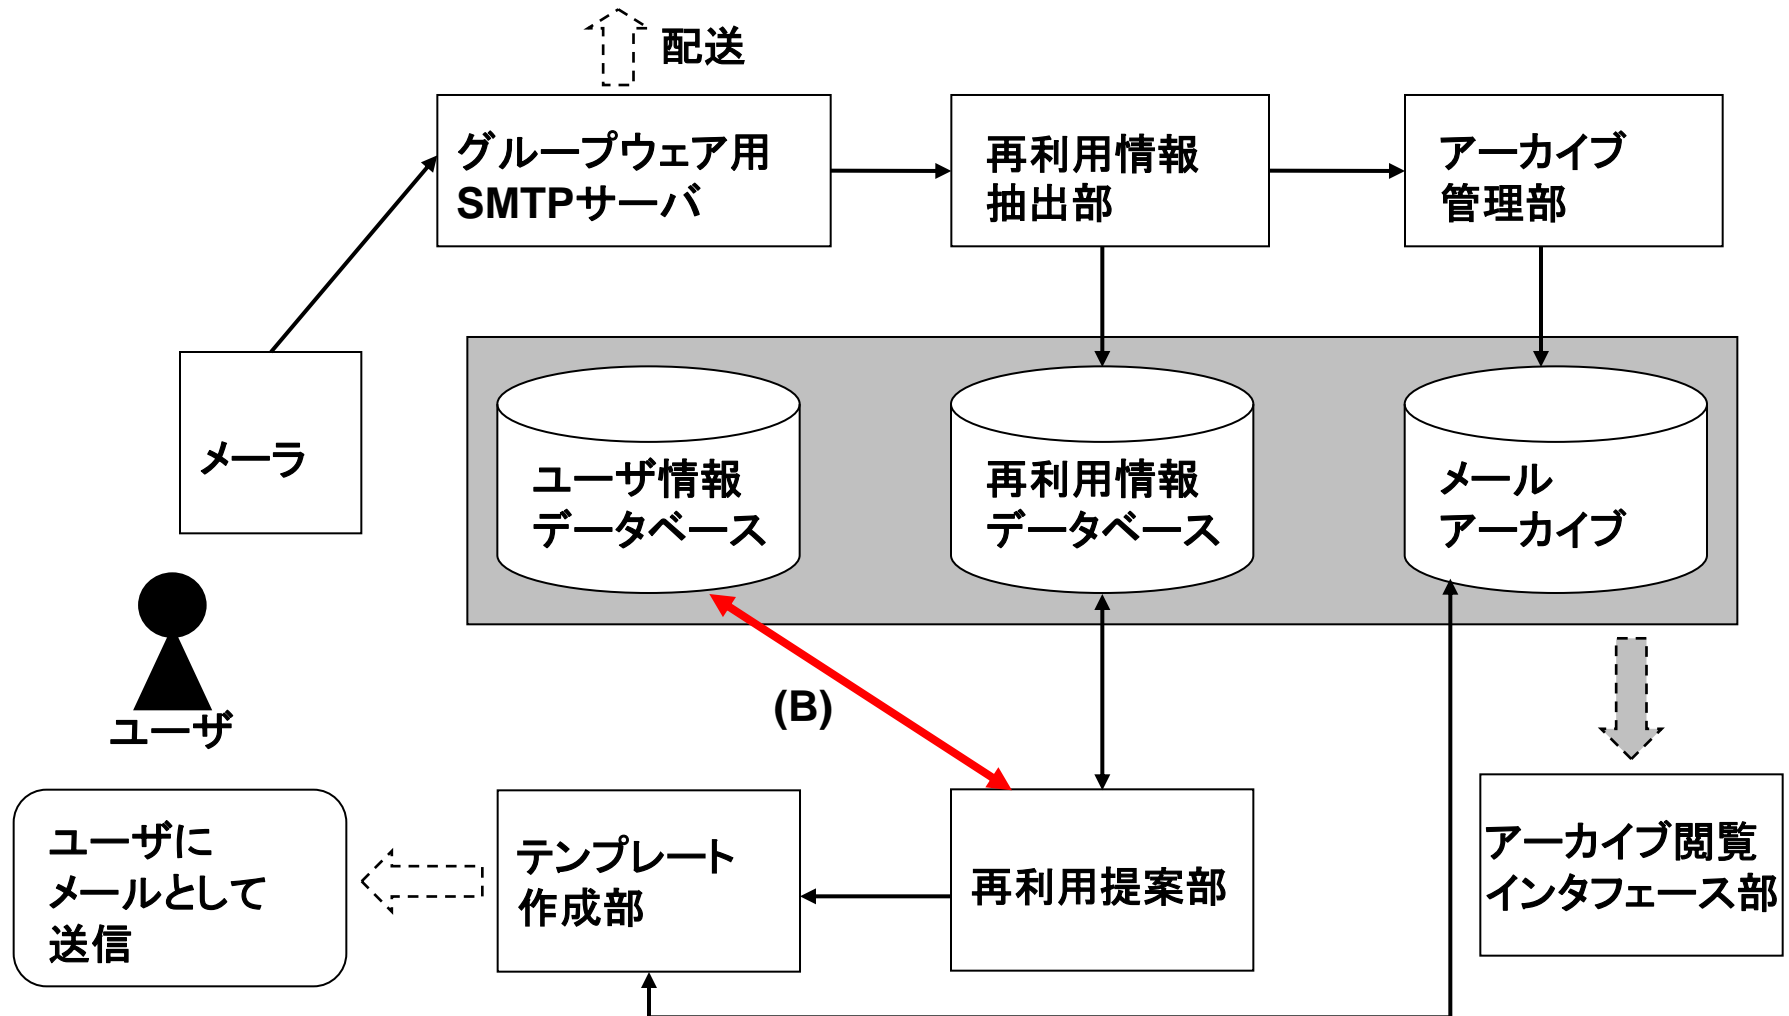 配送
グループウェア用
SMTPサーバ
再利用情報
抽出部
アーカイブ
管理部
メーラ
ユーザ情報
データベース
再利用情報
データベース
メール
アーカイブ
ユーザ
(B)
ユーザに
メールとして
送信
テンプレート
作成部
再利用提案部
アーカイブ閲覧
インタフェース部